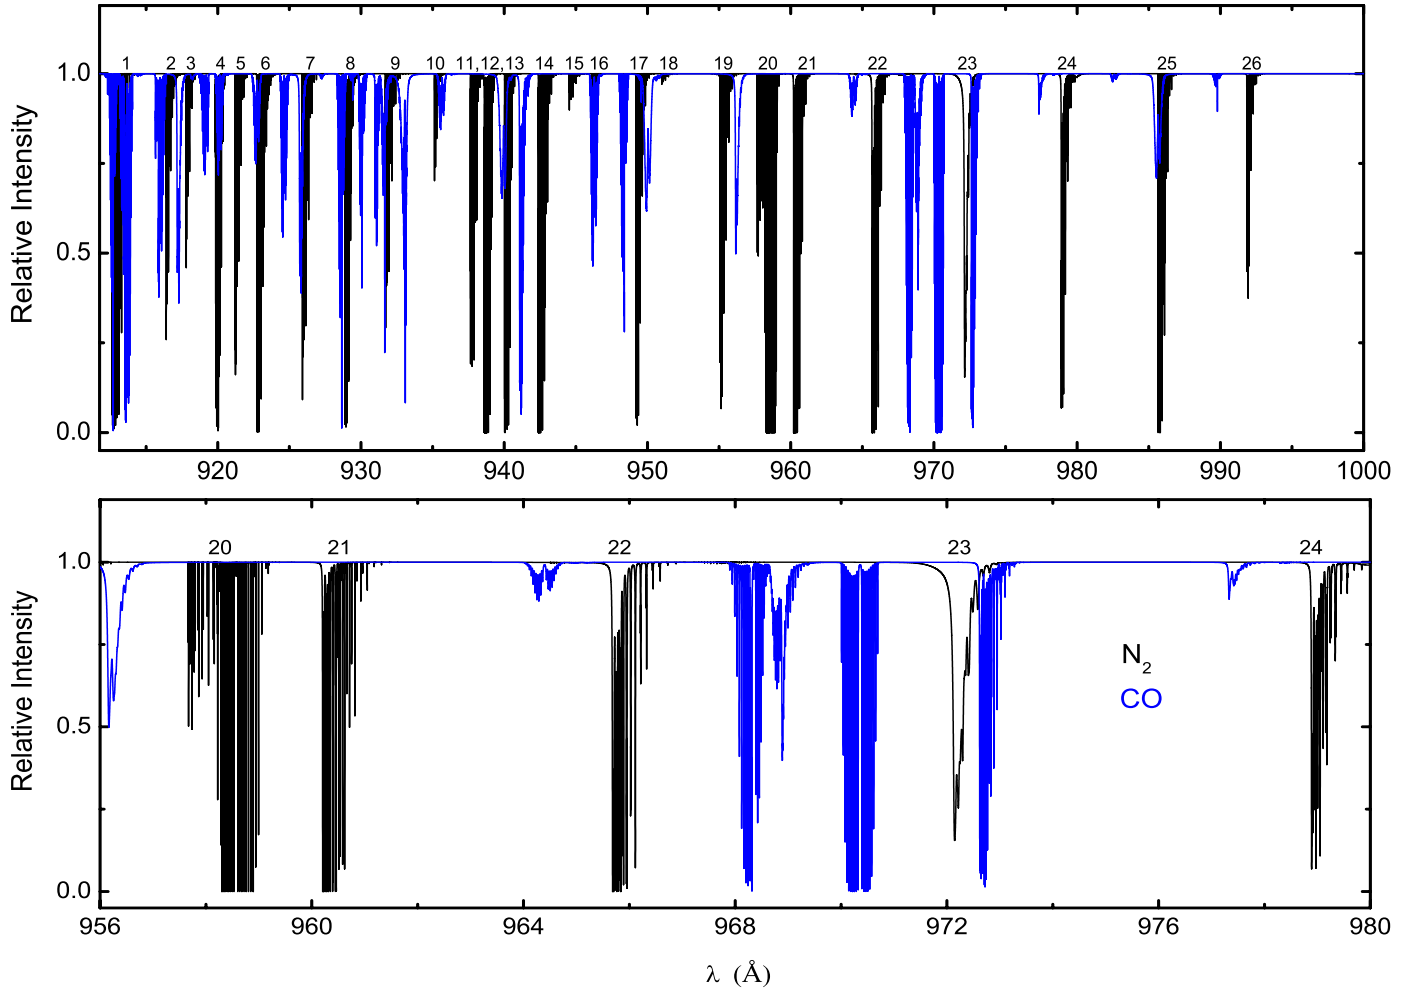 1 2 3 4 5 6 7 8 9 10 11, 12, 13 14 15 16 17 18 19 20 21 22 23 24 25 26
1.0
0.5
0.0
Relative Intensity
920 930 940 950 960 970 980 990 1000
20 21 22 23 24
1.0
0.5
0.0
Relative Intensity
N2
CO
956 960 964 968 972 976 980
λ (Å)